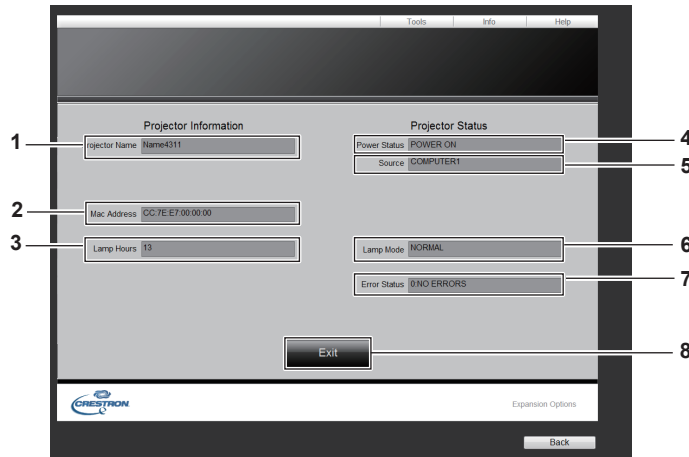 Tools Info Help
Projector Information Projector Status
1 rojector Name Name4311 Power Status POWER ON 4
Source COMPUTER1 5
2 Mac Address CC:7E:E7:00:00:00
3 Lamp Hours 13 Lamp Mode NORMAL 6
Error Status 0:NO ERRORS 7
Exit 8
CRESTRON Expansion Options
Back